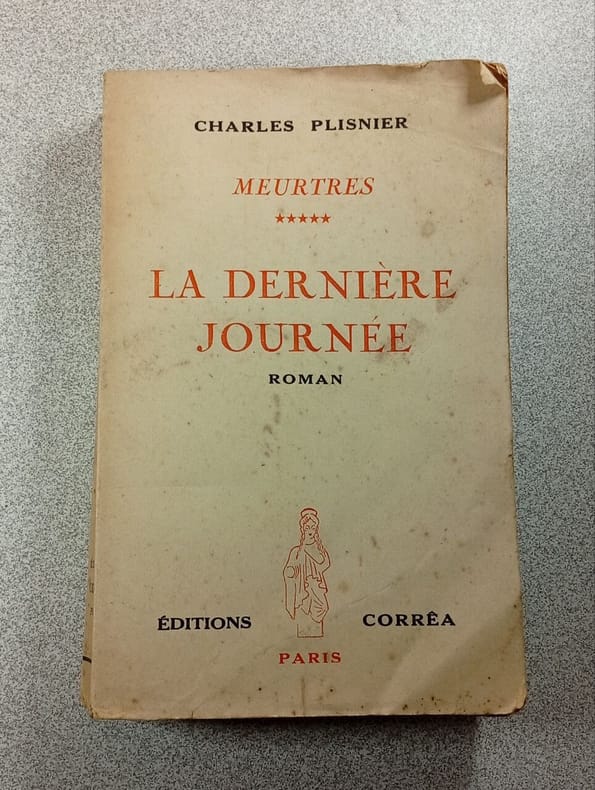 CHARLES PLISNIER
MEURTRES
★★★★★
LA DERNIÈRE
JOURNÉE
ROMAN
ÉDITIONS CORRÊA
PARIS